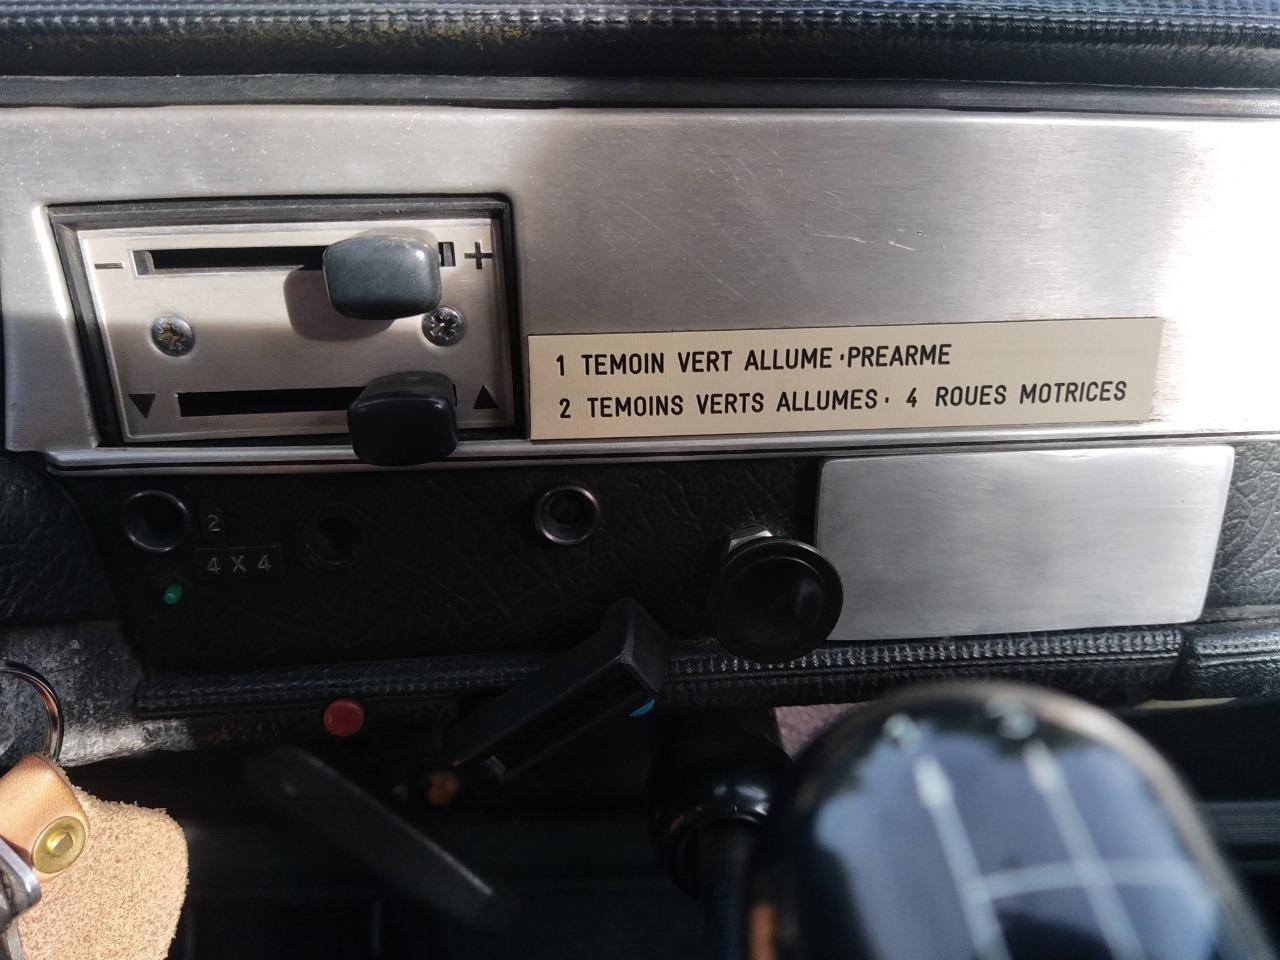 - +
1 TEMOIN VERT ALLUME · PREARME
2 TEMOINS VERTS ALLUMES · 4 ROUES MOTRICES
2
4 X 4